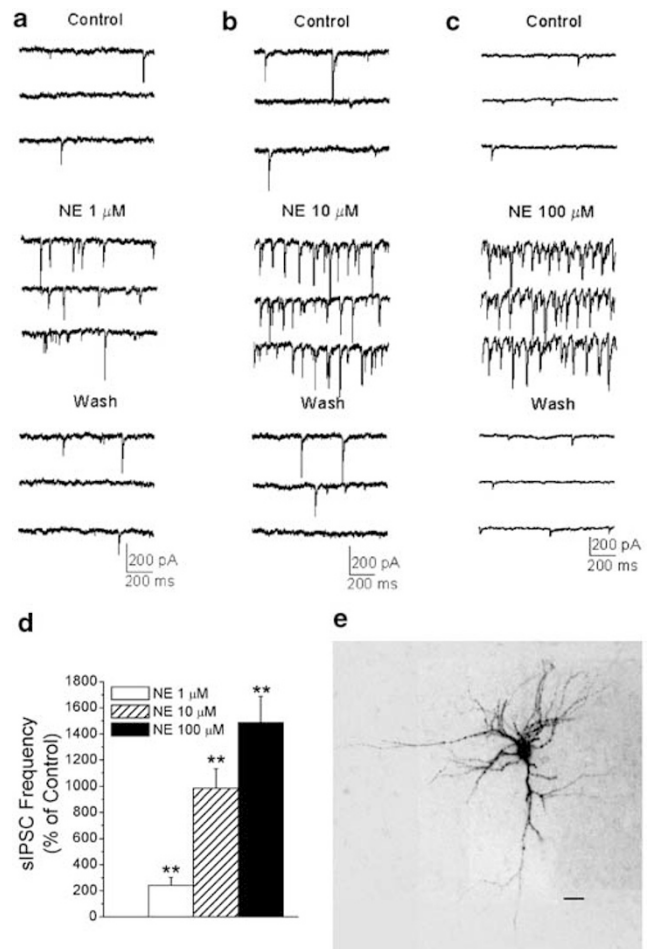 a
Control
NE 1 µM
Wash
200 pA
200 ms
b
Control
NE 10 µM
Wash
200 pA
200 ms
c
Control
NE 100 µM
Wash
200 pA
200 ms
d
sIPSC Frequency
(% of Control)
1800
1600
1400
1200
1000
800
600
400
200
0
NE 1 µM
NE 10 µM
NE 100 µM
**
**
**
e